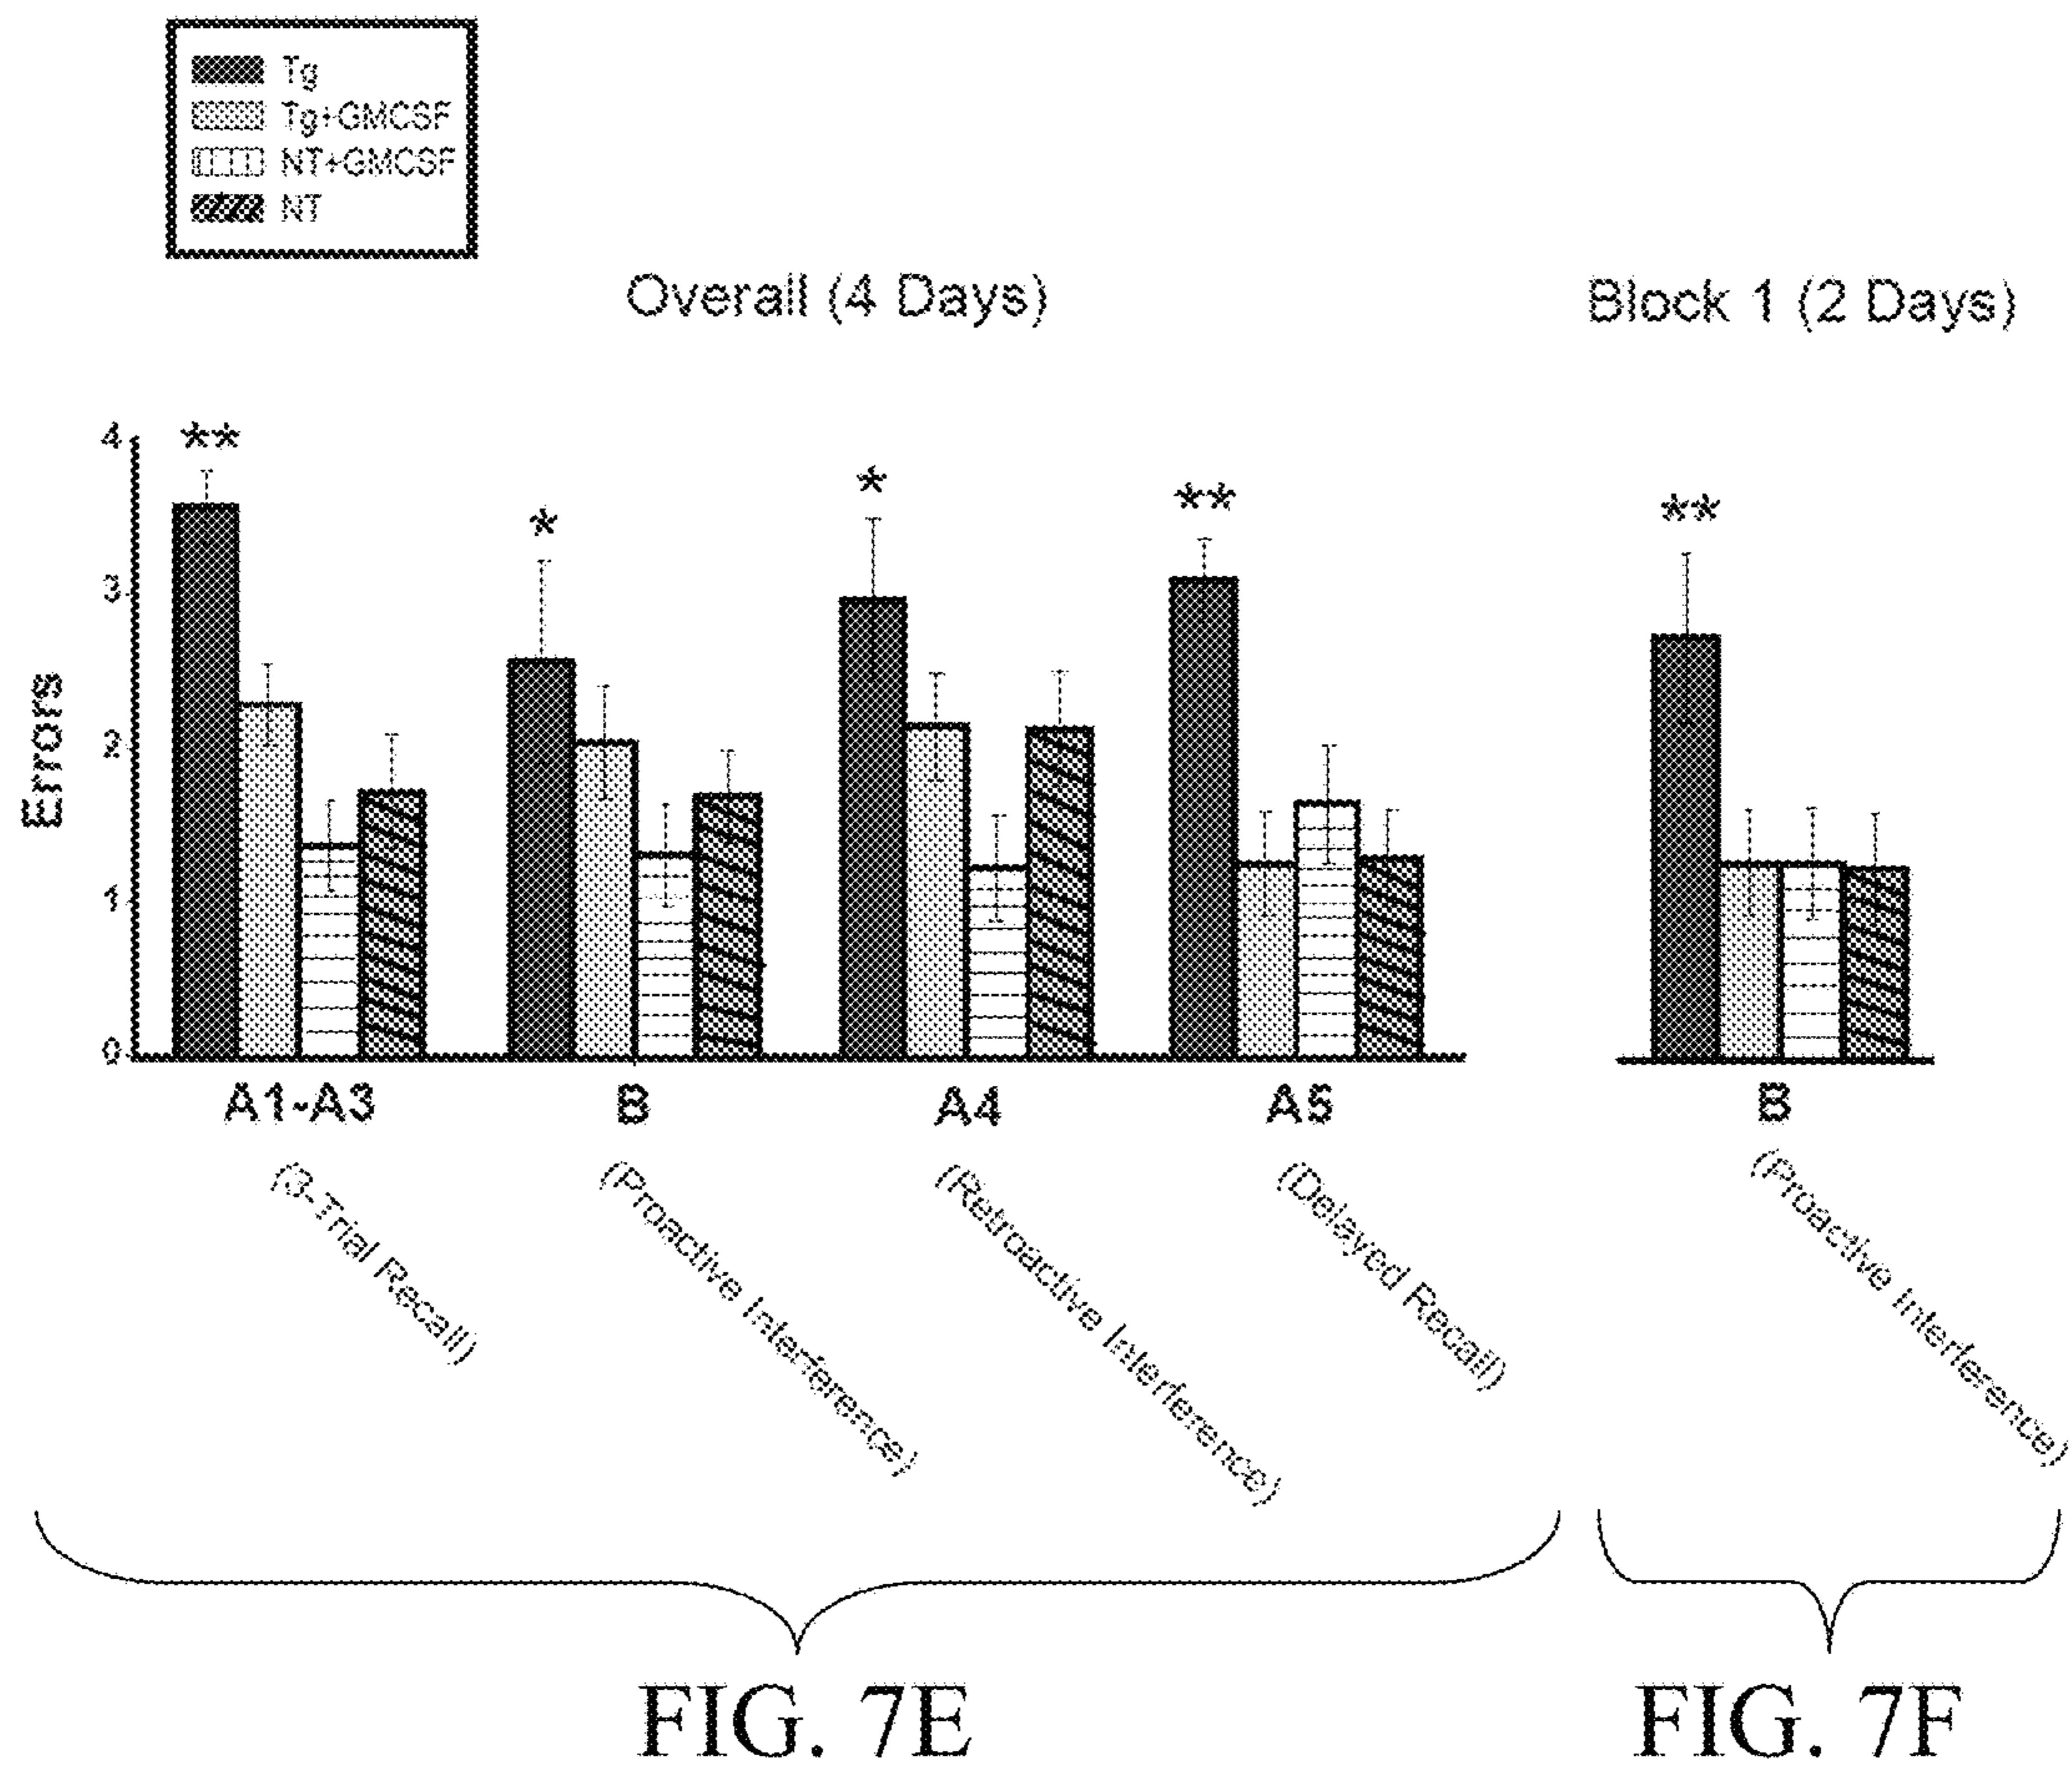 Tg
Tg+GMCSF
NT+GMCSF
NT
Overall (4 Days)
Block 1 (2 Days)
Errors
4
3
2
1
0
**
*
*
**
**
A1-A3
B
A4
A5
B
(3-Trial Recall)
(Proactive Interference)
(Retroactive Interference)
(Delayed Recall)
(Proactive Interference)
FIG. 7E
FIG. 7F